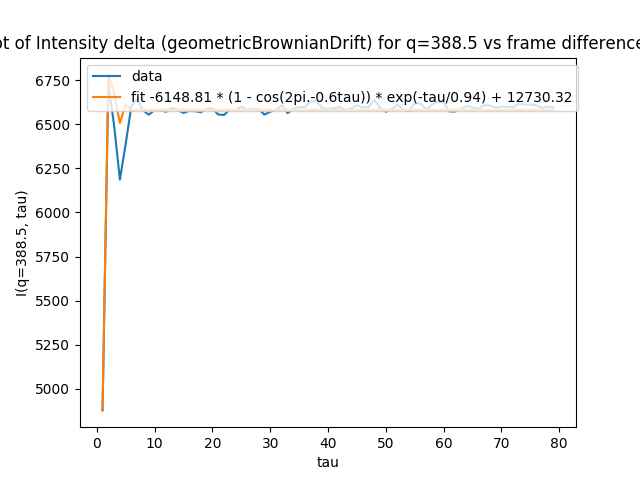 ot of Intensity delta (geometricBrownianDrift) for q=388.5 vs frame difference
data
fit -6148.81 * (1 - cos(2pi.-0.6tau)) * exp(-tau/0.94) + 12730.32
6750
6500
6250
6000
5750
5500
5250
5000
I(q=388.5, tau)
0 10 20 30 40 50 60 70 80
tau